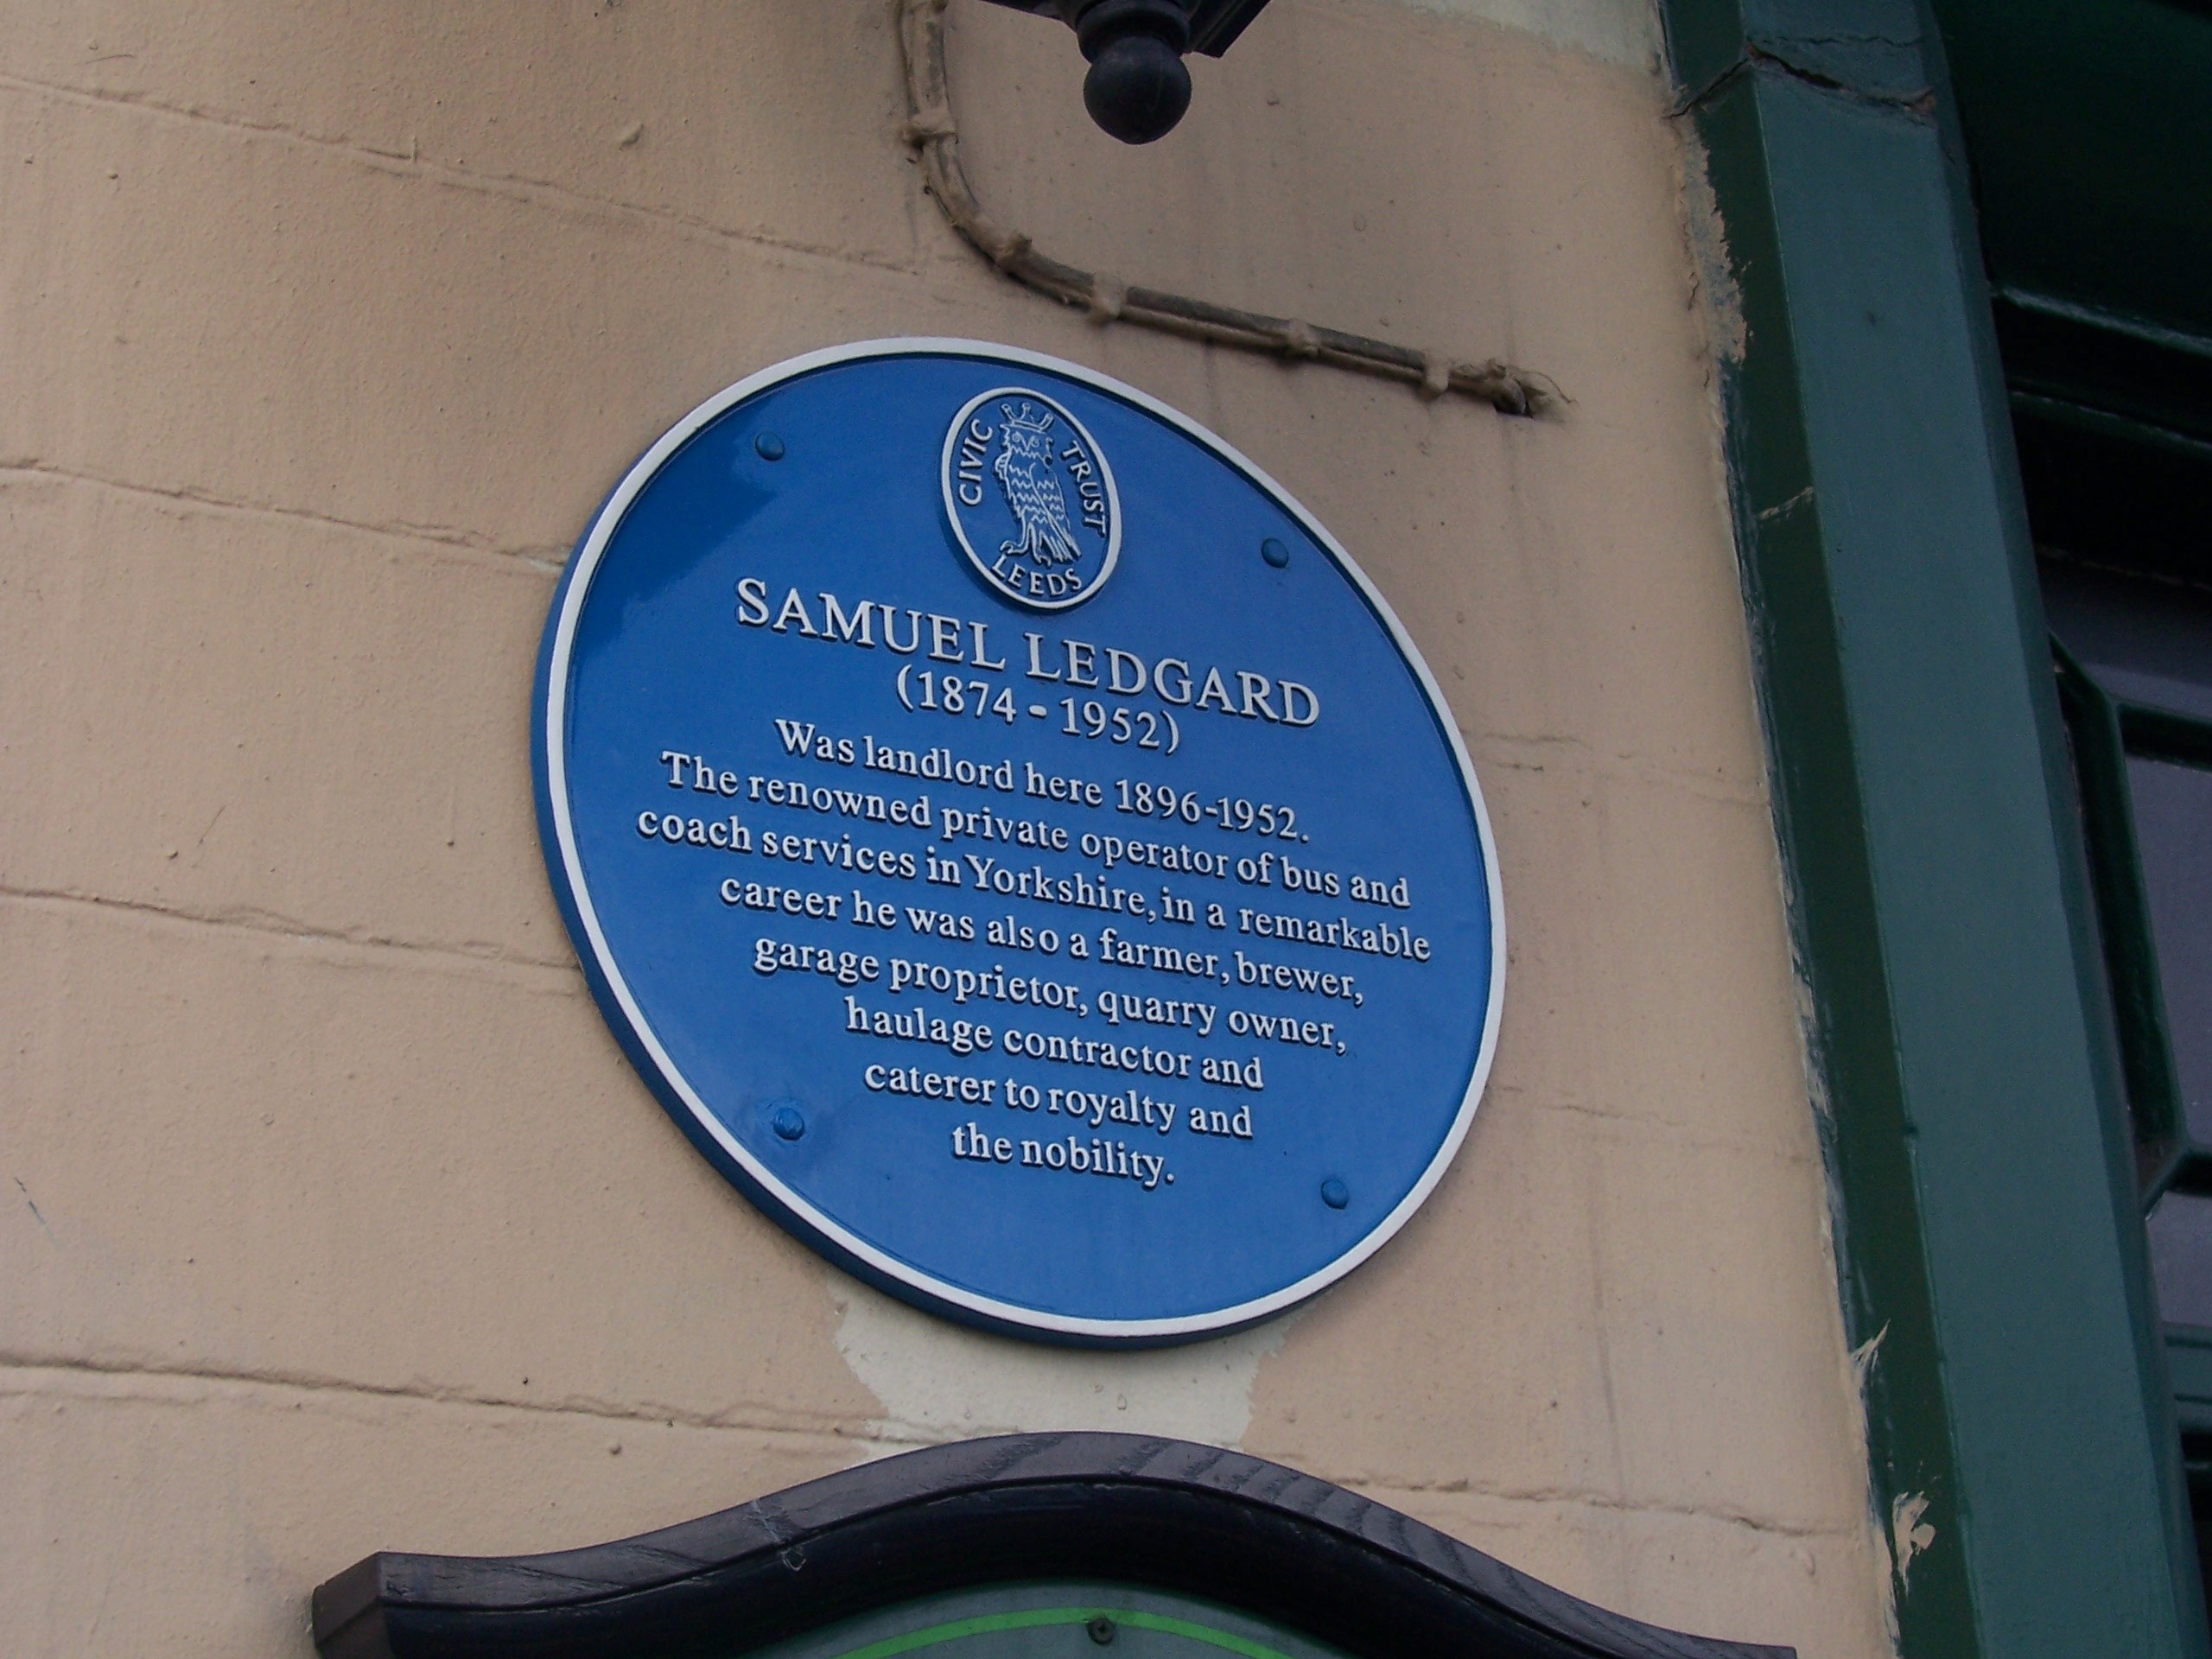 CIVIC TRUST
LEEDS
SAMUEL LEDGARD
(1874 - 1952)
Was landlord here 1896-1952.
The renowned private operator of bus and
coach services in Yorkshire, in a remarkable
career he was also a farmer, brewer,
garage proprietor, quarry owner,
haulage contractor and
caterer to royalty and
the nobility.